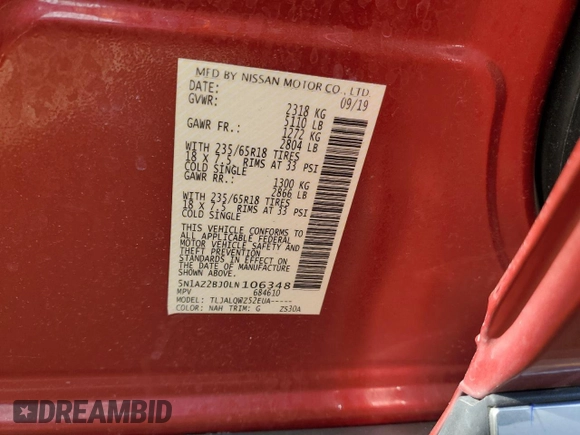 MFD BY NISSAN MOTOR CO., LTD.
DATE: 09/19
GVWR: 2318 KG
5110 LB
GAWR FR.: 1272 KG
2804 LB
WITH 235/65R18 TIRES
18 X 7.5 RIMS AT 33 PSI
COLD SINGLE
GAWR RR.: 1300 KG
2866 LB
WITH 235/65R18 TIRES
18 X 7.5 RIMS AT 33 PSI
COLD SINGLE
THIS VEHICLE CONFORMS TO
ALL APPLICABLE FEDERAL
MOTOR VEHICLE SAFETY AND
THEFT PREVENTION
STANDARDS IN EFFECT ON
THE DATE OF MANUFACTURE
SHOWN ABOVE.
5N1AZ2BJ0LN106348
MPV 684610
MODEL: TLJALQWZ52EUA-----
COLOR: NAH TRIM: G ZS30A
DREAMBID